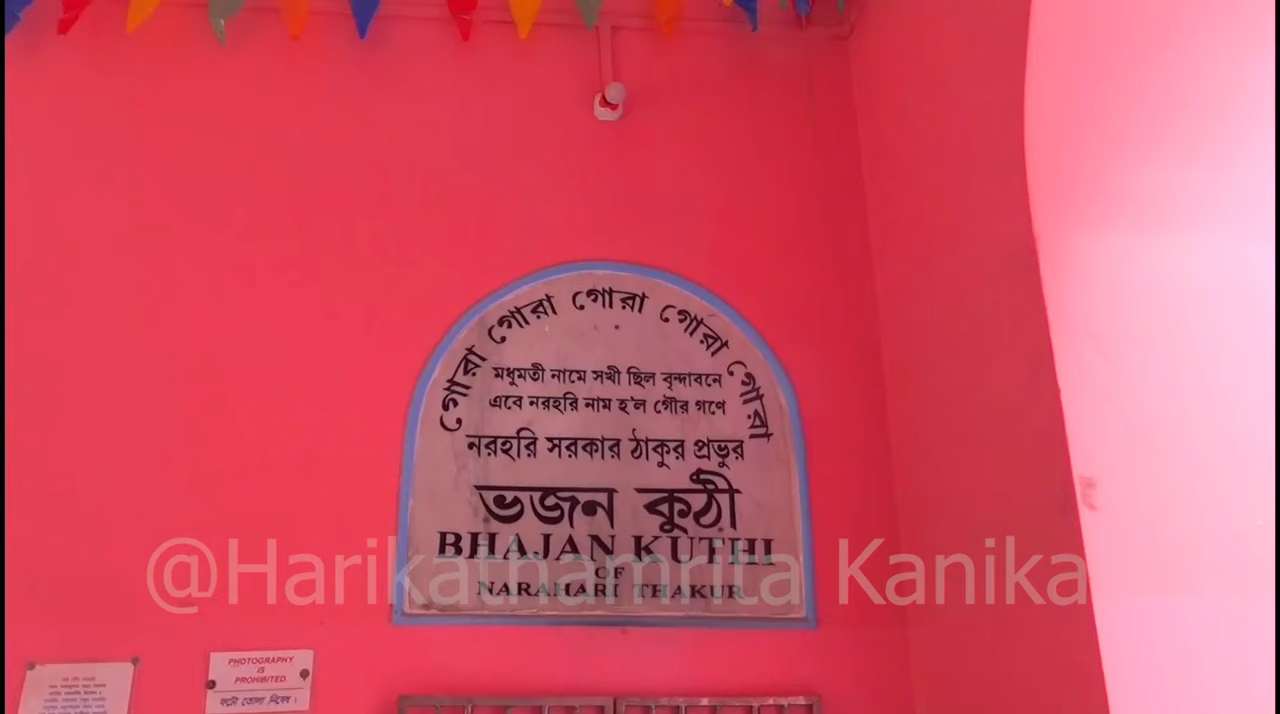 গোরা গোরা গোরা গোরা গোরা
মধুমতী নামে সখী ছিল বৃন্দাবনে
এবে নরহরি নাম হ'ল গৌর গণে
নরহরি সরকার ঠাকুর প্রভুর
ভজন কুঠী
BHAJAN KUTHI
OF
NARAHARI THAKUR
@Harikathamrita Kanika
PHOTOGRAPHY
IS
PROHIBITED.
ফটো তোলা নিষেধ।